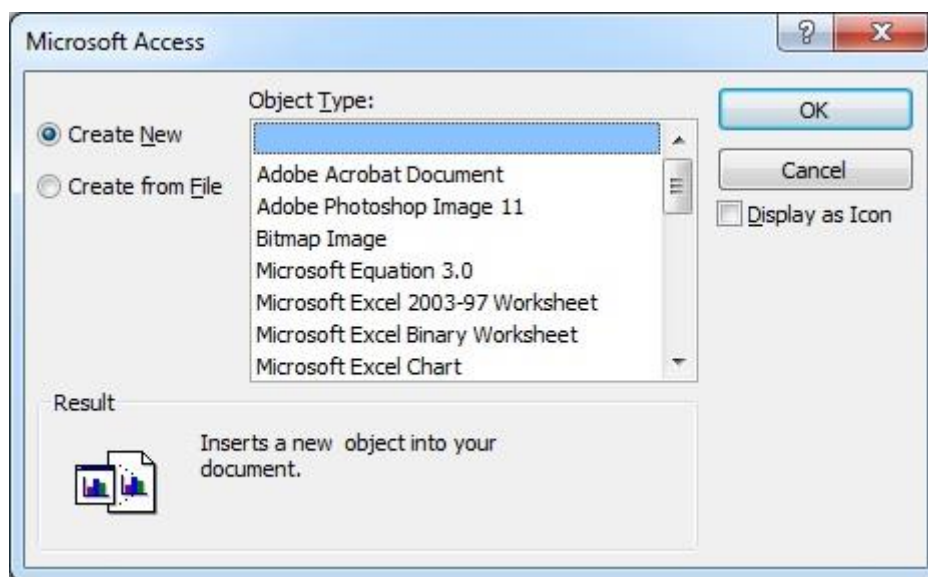 Microsoft Access
Object Type:
Create New
Create from File
Adobe Acrobat Document
Adobe Photoshop Image 11
Bitmap Image
Microsoft Equation 3.0
Microsoft Excel 2003-97 Worksheet
Microsoft Excel Binary Worksheet
Microsoft Excel Chart
OK
Cancel
Display as Icon
Result
Inserts a new object into your
document.